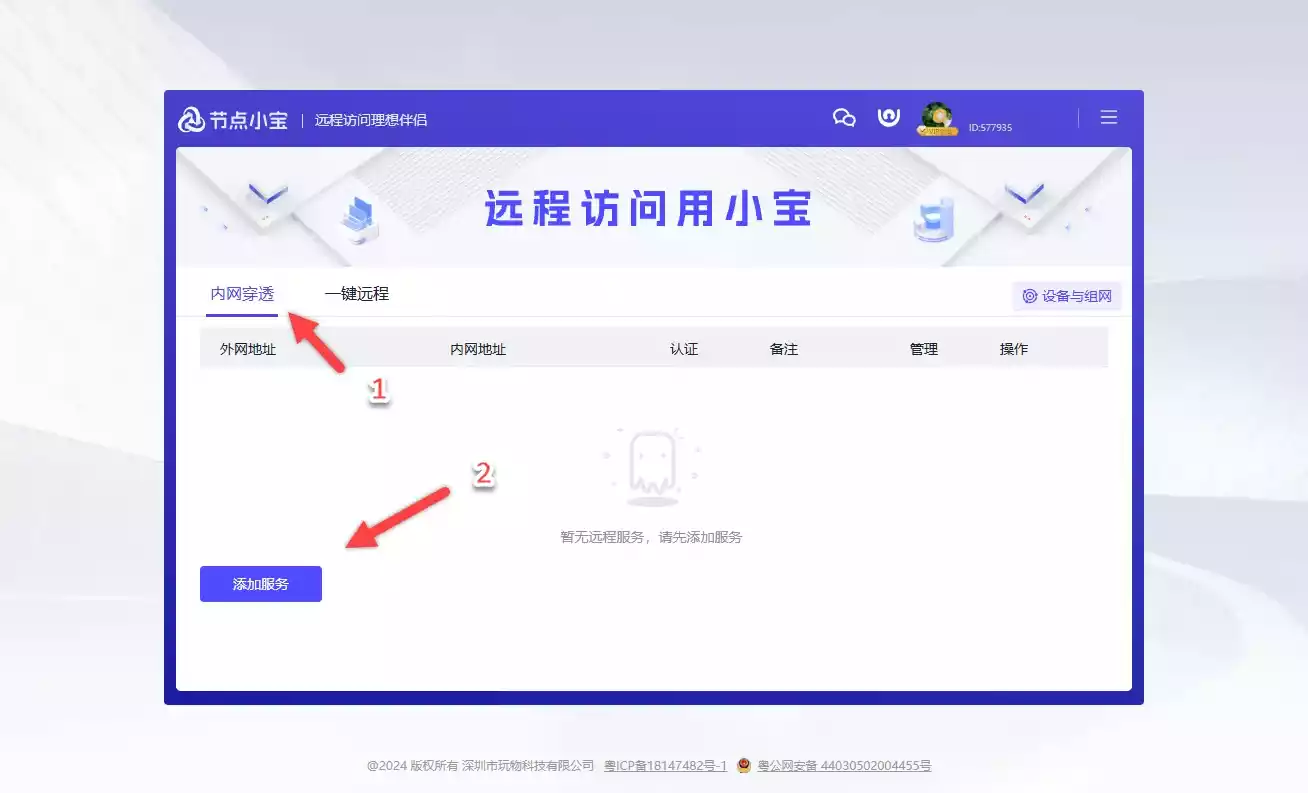 节点小宝 | 远程访问理想伴侣
ID:577935
远程访问用小宝
内网穿透 一键远程 设备与组网
外网地址 内网地址 认证 备注 管理 操作
1
2
暂无远程服务，请先添加服务
添加服务
@2024 版权所有 深圳市玩物科技有限公司 粤ICP备18147482号-1 粤公网安备 44030502004455号